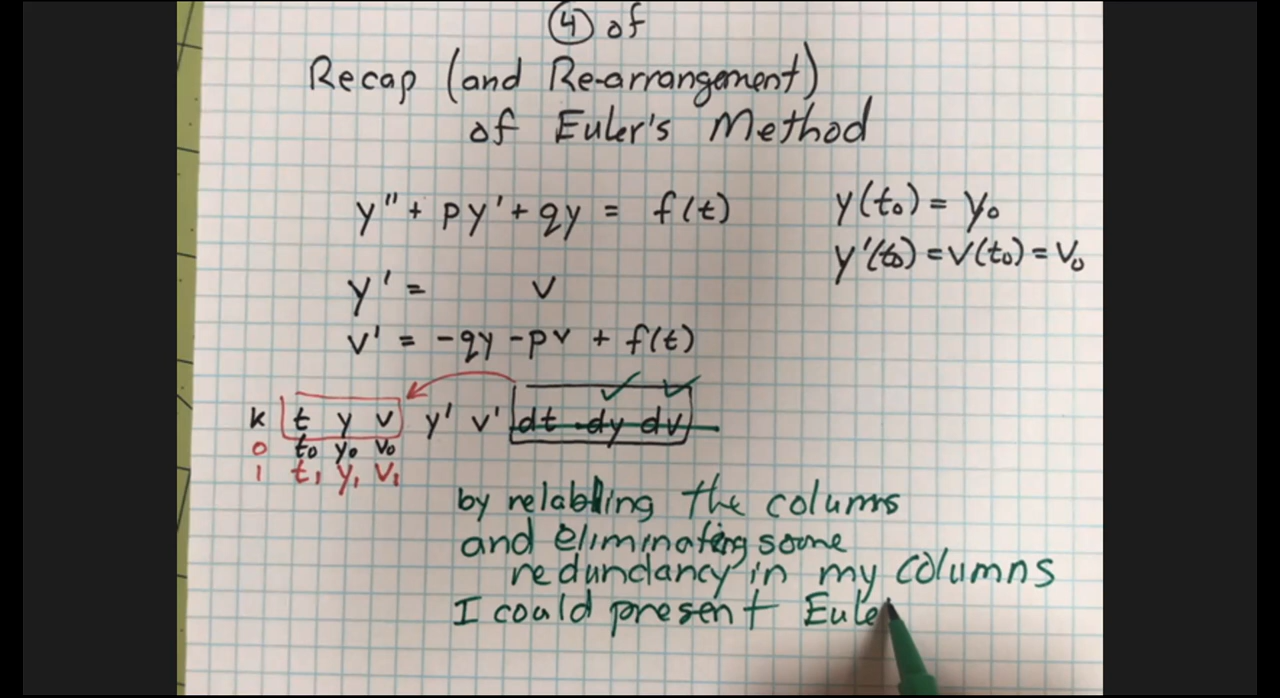 ④ of
Recap (and Re-arrangement)
of Euler's Method
y" + py' + qy = f(t)
y(t₀) = y₀
y'(t₀) = v(t₀) = v₀
y' = v
v' = -qy - pv + f(t)
k t y v y' v' dt dy dv
0 t₀ y₀ v₀
1 t₁ y₁ v₁
by relabling the columns
and eliminating some
redundancy in my columns
I could present Eule